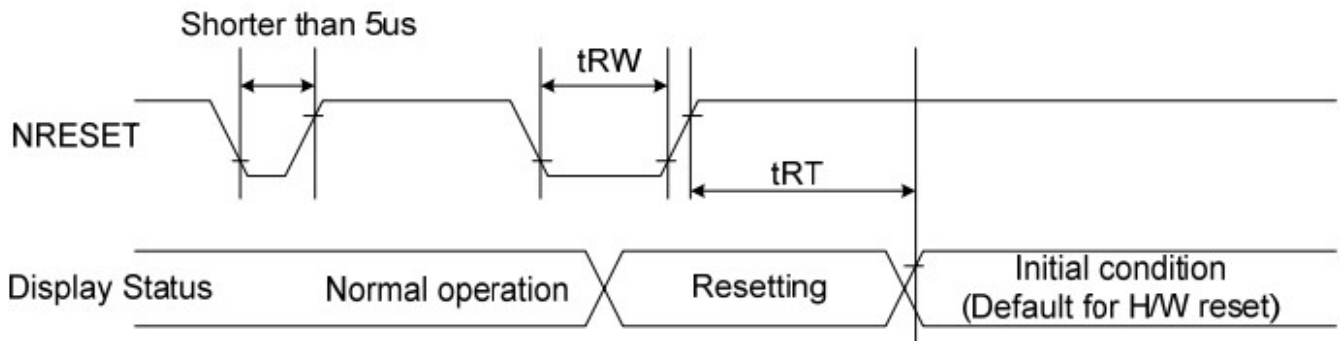 Shorter than 5us
tRW
NRESET
tRT
Display Status
Normal operation
Resetting
Initial condition
(Default for H/W reset)